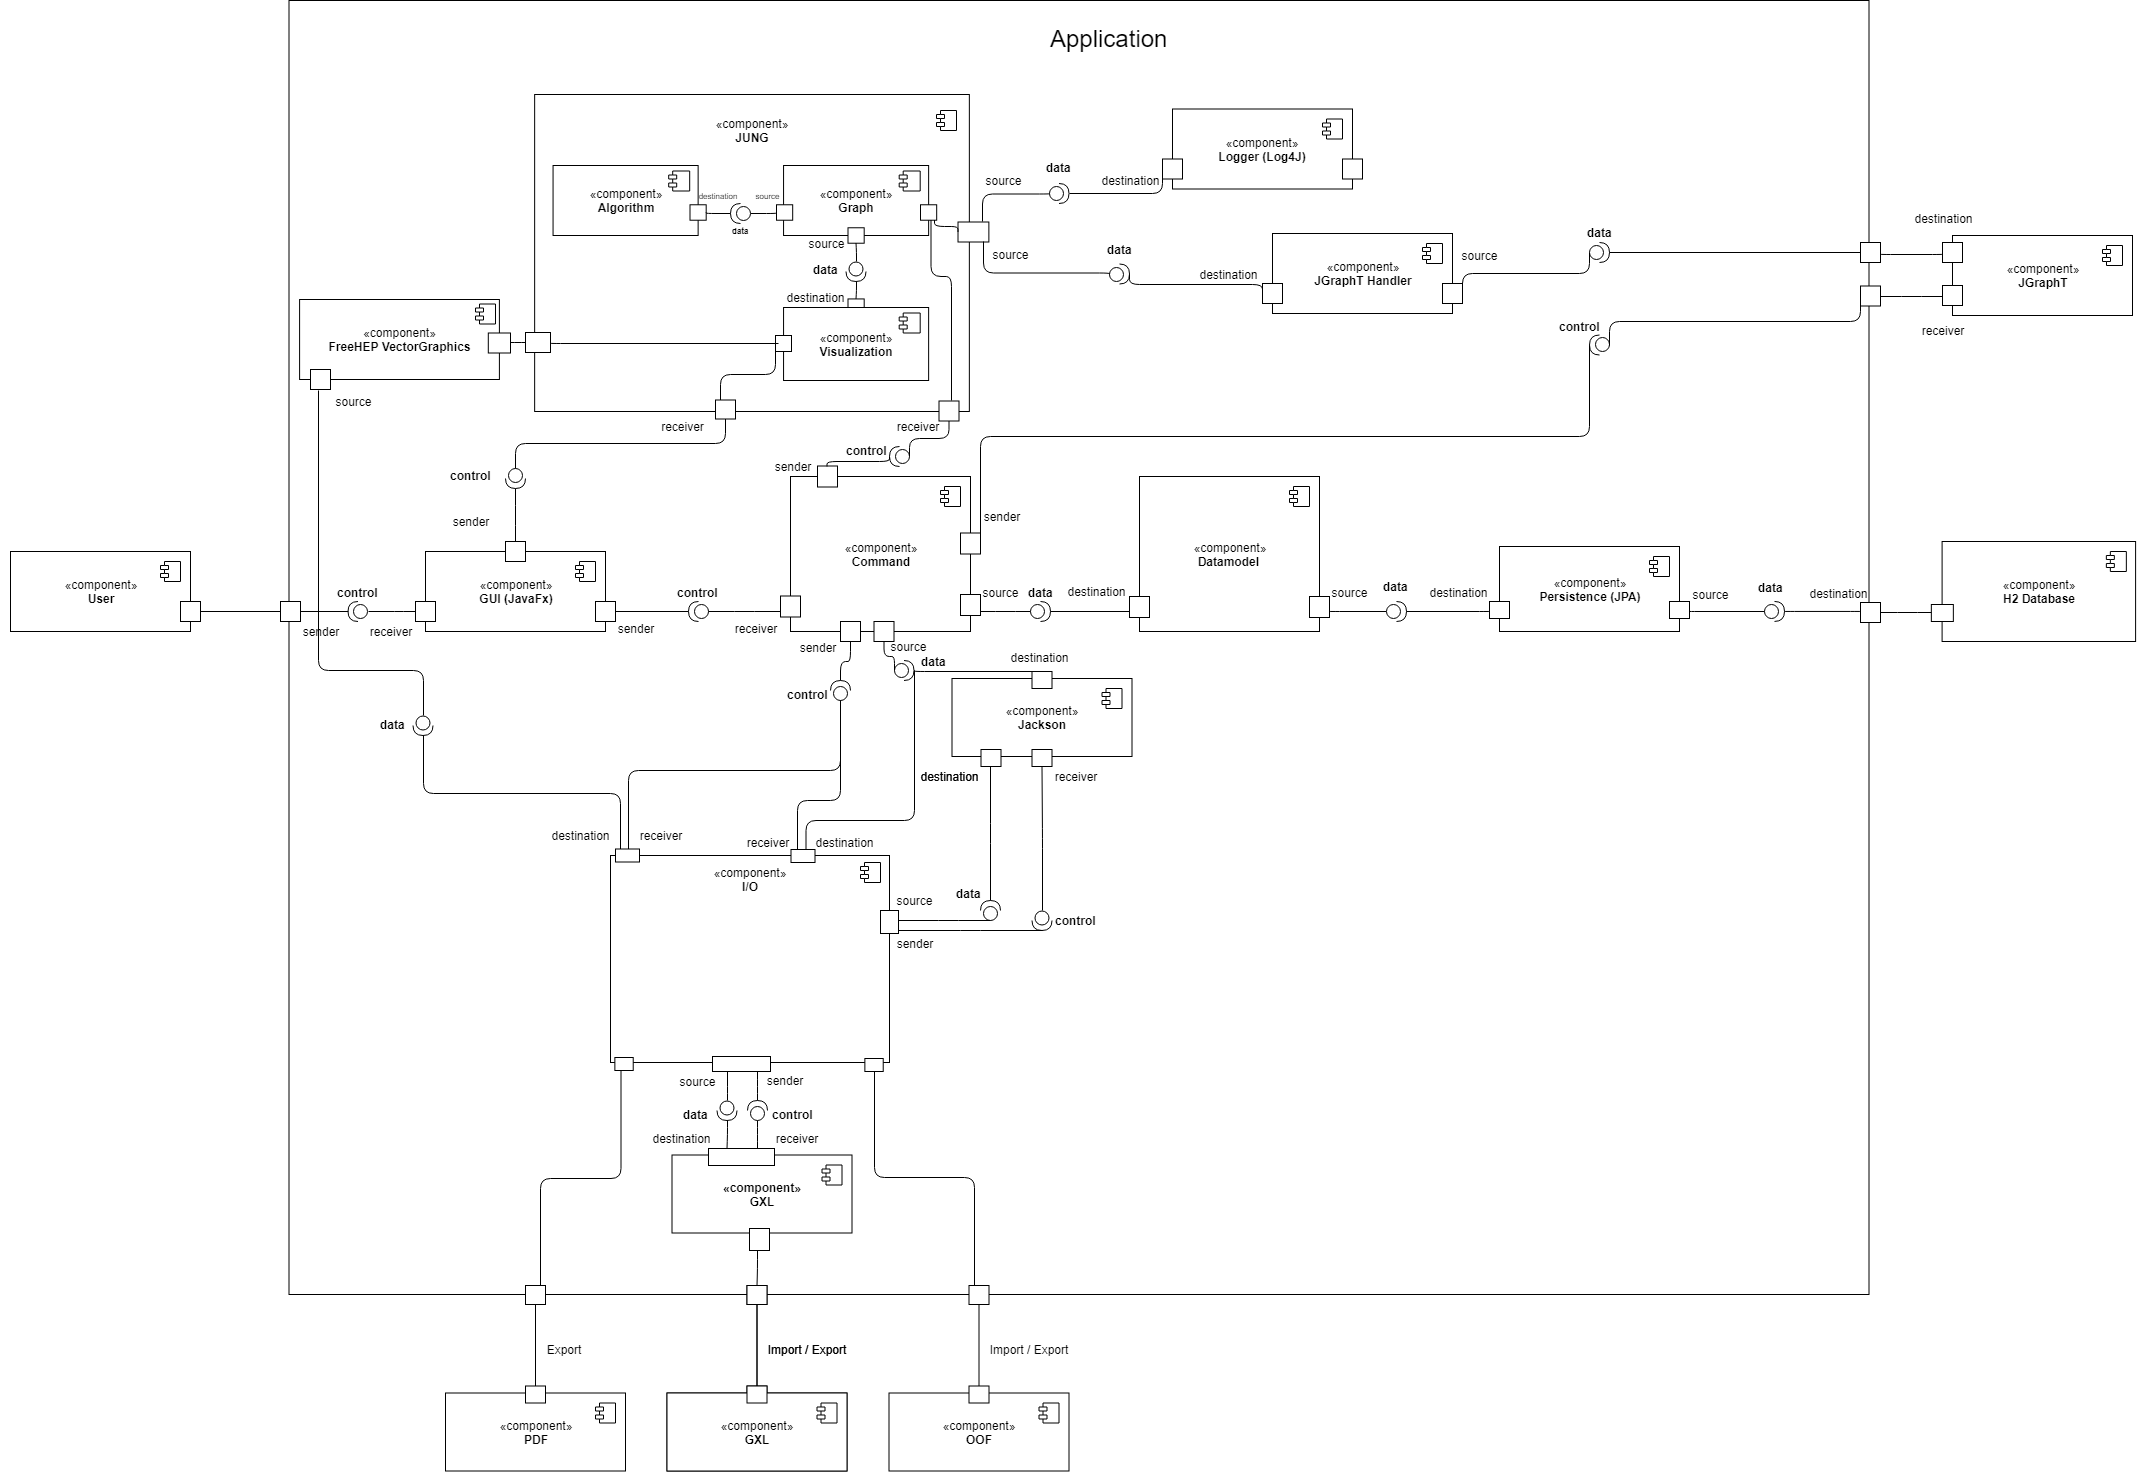 Application
«component»
JUNG
«component»
Algorithm
destination
source
data
«component»
Graph
source
data
destination
«component»
Visualization
source
data
destination
«component»
Logger (Log4J)
source
data
destination
«component»
JGraphT Handler
source
data
destination
«component»
JGraphT
receiver
control
«component»
FreeHEP VectorGraphics
source
receiver
control
sender
receiver
control
sender
sender
«component»
User
control
sender
receiver
«component»
GUI (JavaFx)
control
sender
receiver
«component»
Command
source
data
destination
«component»
Datamodel
source
data
destination
«component»
Persistence (JPA)
source
data
destination
«component»
H2 Database
sender
source
control
data
destination
«component»
Jackson
destination
receiver
data
destination
receiver
receiver
destination
«component»
I/O
source
data
control
sender
source
sender
data
control
destination
receiver
«component»
GXL
Export
Import / Export
Import / Export
«component»
PDF
«component»
GXL
«component»
OOF